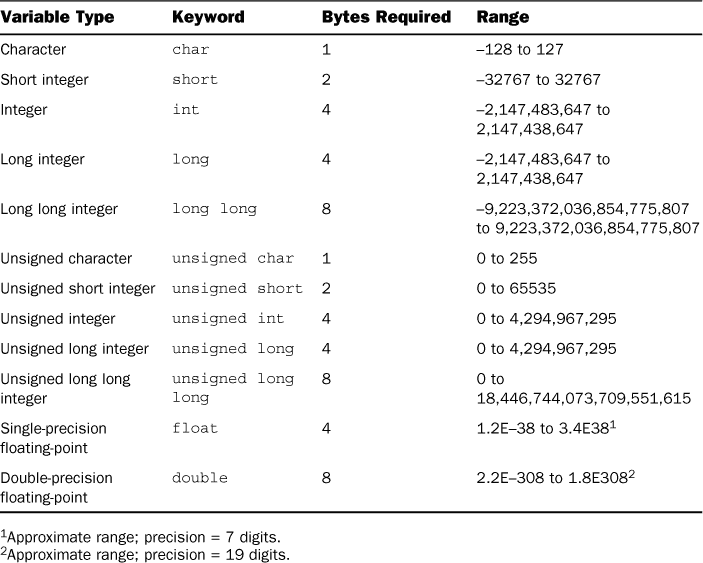 Variable Type Keyword Bytes Required Range
Character char 1 –128 to 127
Short integer short 2 –32767 to 32767
Integer int 4 –2,147,483,647 to
2,147,438,647
Long integer long 4 –2,147,483,647 to
2,147,438,647
Long long integer long long 8 –9,223,372,036,854,775,807
to 9,223,372,036,854,775,807
Unsigned character unsigned char 1 0 to 255
Unsigned short integer unsigned short 2 0 to 65535
Unsigned integer unsigned int 4 0 to 4,294,967,295
Unsigned long integer unsigned long 4 0 to 4,294,967,295
Unsigned long long unsigned long 8 0 to
integer long 18,446,744,073,709,551,615
Single-precision float 4 1.2E–38 to 3.4E38¹
floating-point
Double-precision double 8 2.2E–308 to 1.8E308²
floating-point
¹Approximate range; precision = 7 digits.
²Approximate range; precision = 19 digits.